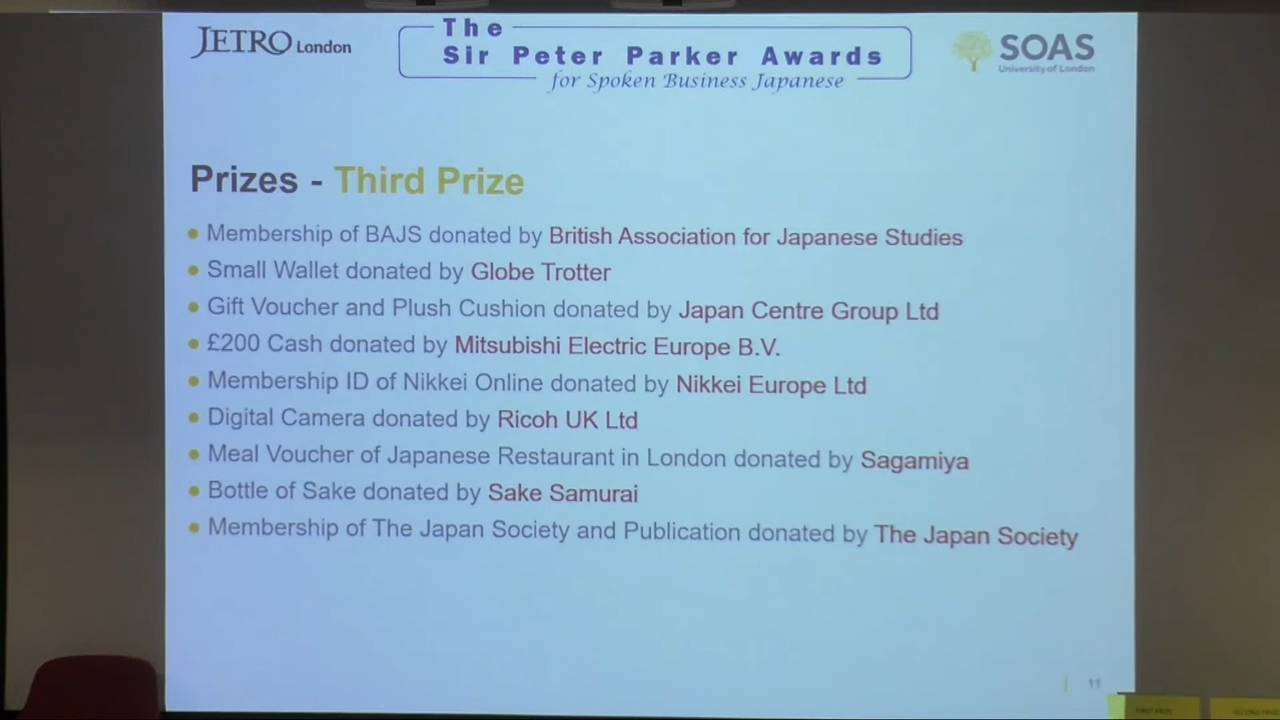 JETRO London
The
Sir Peter Parker Awards
for Spoken Business Japanese
SOAS
University of London
Prizes - Third Prize
Membership of BAJS donated by British Association for Japanese Studies
Small Wallet donated by Globe Trotter
Gift Voucher and Plush Cushion donated by Japan Centre Group Ltd
£200 Cash donated by Mitsubishi Electric Europe B.V.
Membership ID of Nikkei Online donated by Nikkei Europe Ltd
Digital Camera donated by Ricoh UK Ltd
Meal Voucher of Japanese Restaurant in London donated by Sagamiya
Bottle of Sake donated by Sake Samurai
Membership of The Japan Society and Publication donated by The Japan Society
11